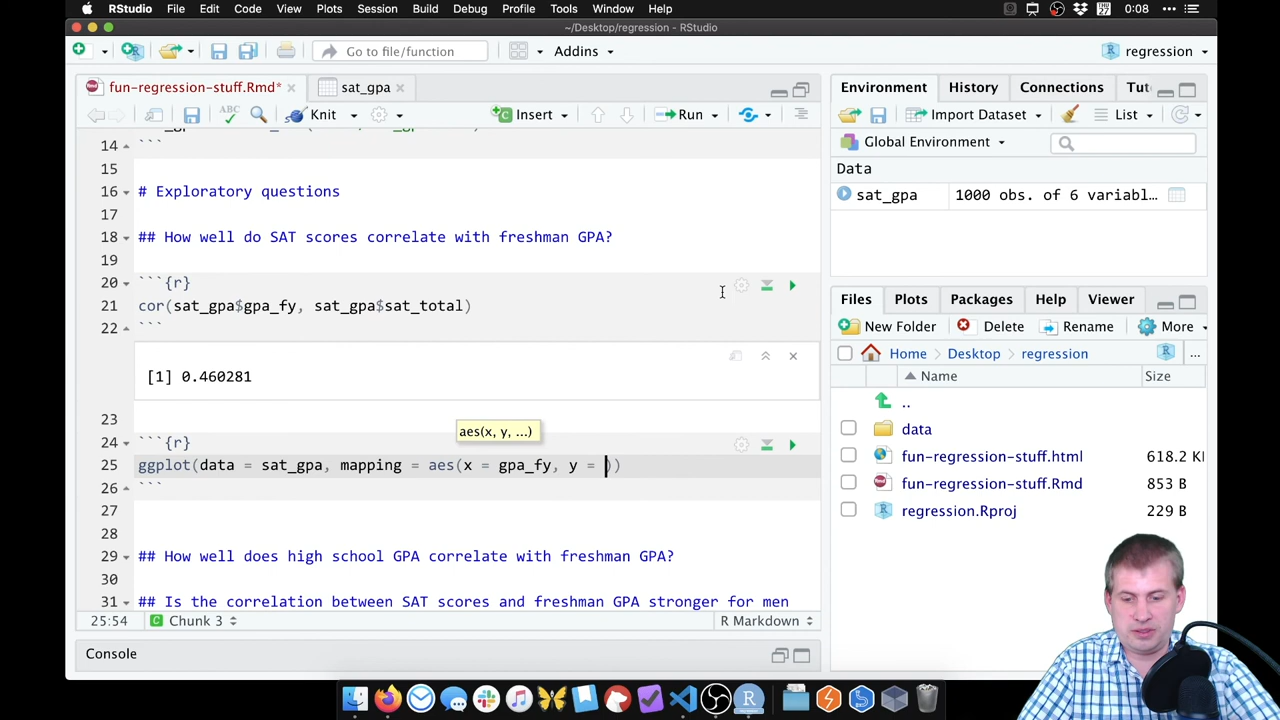 RStudio File Edit Code View Plots Session Build Debug Profile Tools Window Help THU 27 0:08
~/Desktop/regression - RStudio
Go to file/function Addins regression
fun-regression-stuff.Rmd* sat_gpa
Environment History Connections Tut
ABC Knit Insert Run
Import Dataset List
14 ```
Global Environment
15
Data
16 # Exploratory questions
sat_gpa 1000 obs. of 6 variabl…
17
18 ## How well do SAT scores correlate with freshman GPA?
19
20 ```{r}
21 cor(sat_gpa$gpa_fy, sat_gpa$sat_total)
22 ```
Files Plots Packages Help Viewer
New Folder Delete Rename More
Home Desktop regression ...
Name Size
[1] 0.460281
..
23
data
aes(x, y, ...)
24 ```{r}
fun-regression-stuff.html 618.2 KB
25 ggplot(data = sat_gpa, mapping = aes(x = gpa_fy, y = ))
26 ```
fun-regression-stuff.Rmd 853 B
27
regression.Rproj 229 B
28
29 ## How well does high school GPA correlate with freshman GPA?
30
31 ## Is the correlation between SAT scores and freshman GPA stronger for men
25:54 C Chunk 3 R Markdown
Console